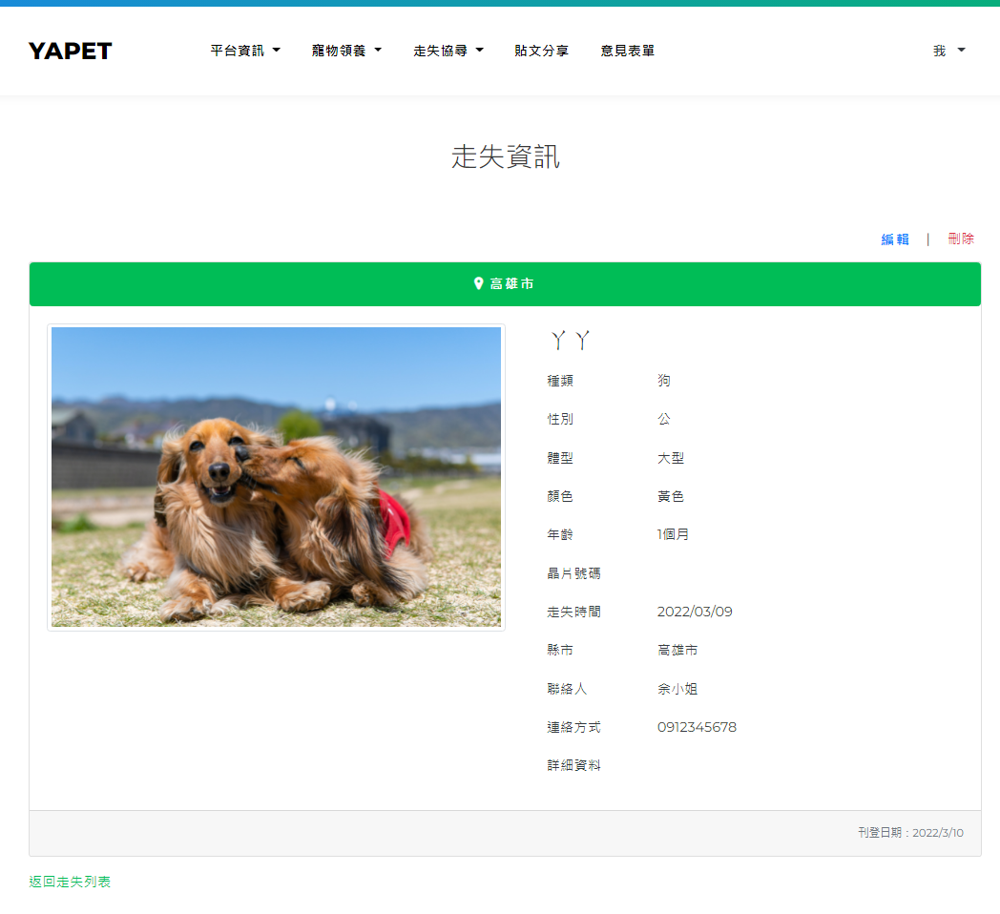 YAPET 平台資訊 寵物領養 走失協尋 貼文分享 意見表單 我
走失資訊
編輯 | 刪除
高雄市
丫丫
種類 狗
性別 公
體型 大型
顏色 黃色
年齡 1個月
晶片號碼
走失時間 2022/03/09
縣市 高雄市
聯絡人 余小姐
連絡方式 0912345678
詳細資料
刊登日期：2022/3/10
返回走失列表